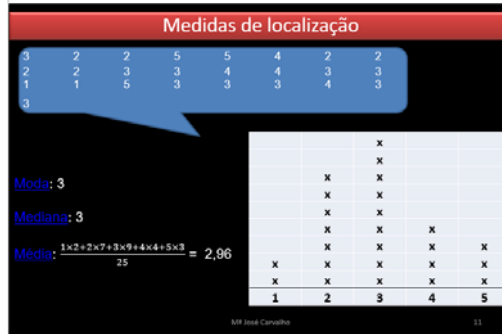 Medidas de localização
3 2 2 5 5 4 2 2
2 2 3 3 4 4 3 3
1 1 5 3 3 3 4 3
3
Moda: 3
Mediana: 3
Média: 1×2+2×7+3×9+4×4+5×3 / 25 = 2,96
x
x
x x
x x
x x
x x x
x x x x
x x x x x
x x x x x
1 2 3 4 5
Mª José Carvalho 11